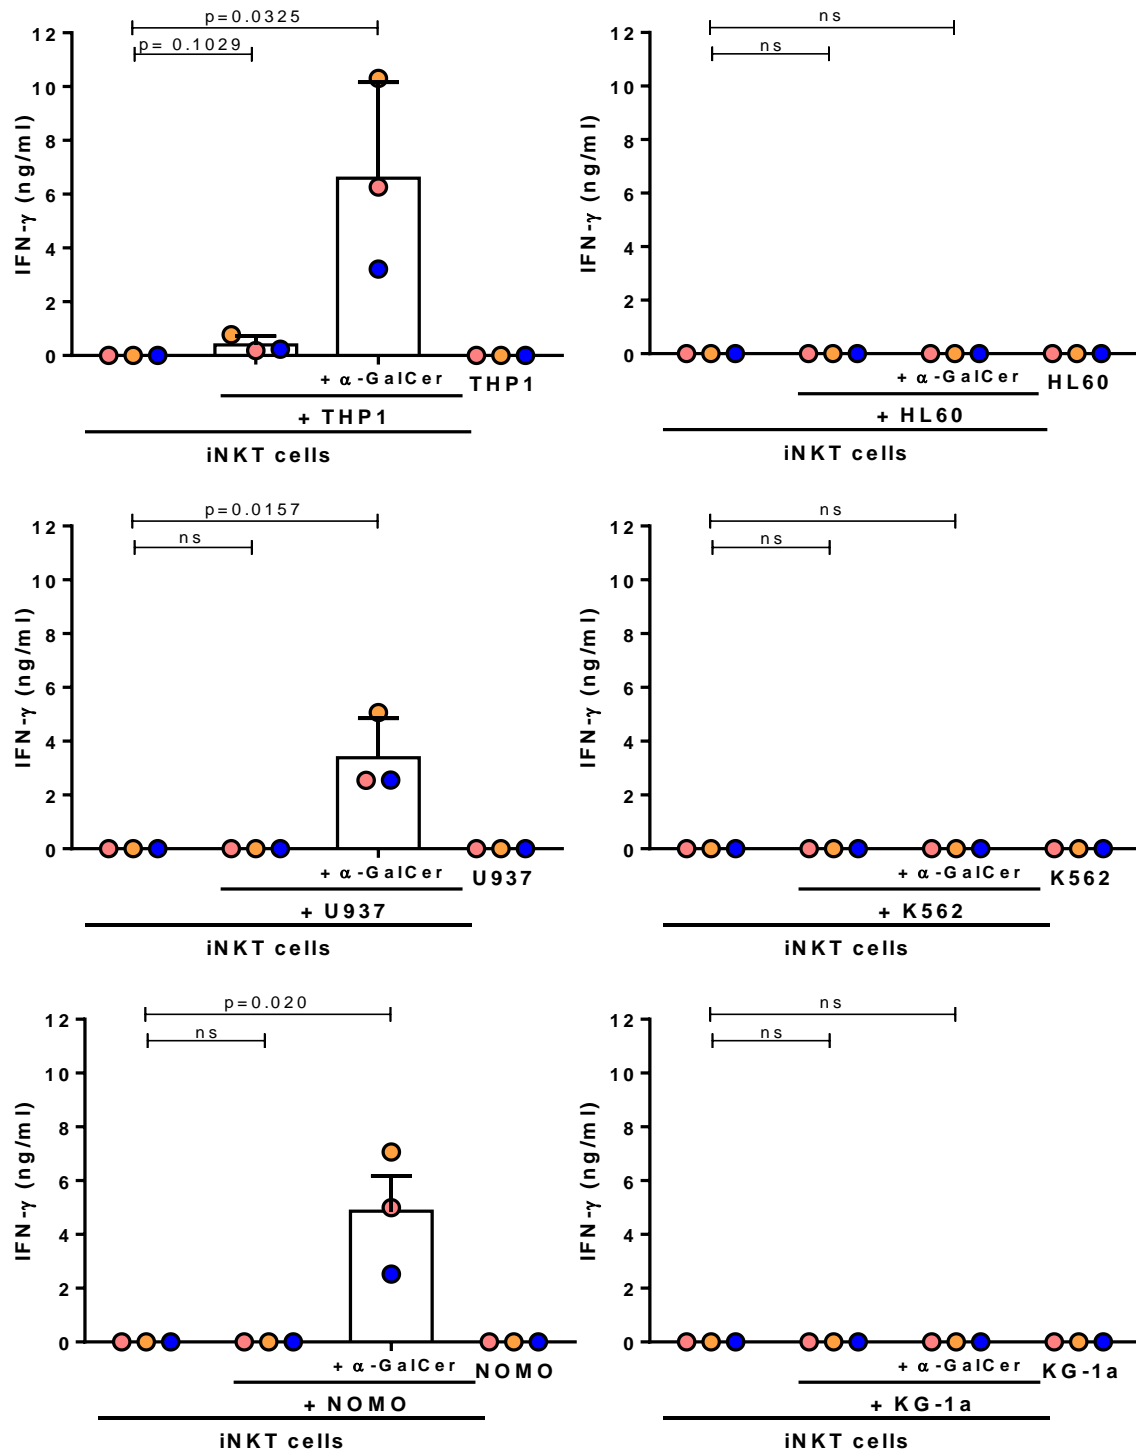 p=0.0325
p= 0.1029
12
10
8
6
4
2
0
IFN-γ (ng/ml)
+ α -GalCer
THP1
+ THP1
iNKT cells
ns
ns
12
10
8
6
4
2
0
IFN-γ (ng/ml)
+ α -GalCer
HL60
+ HL60
iNKT cells
p=0.0157
ns
12
10
8
6
4
2
0
IFN-γ (ng/ml)
+ α -GalCer
U937
+ U937
iNKT cells
ns
ns
12
10
8
6
4
2
0
IFN-γ (ng/ml)
+ α -GalCer
K562
+ K562
iNKT cells
p=0.020
ns
12
10
8
6
4
2
0
IFN-γ (ng/ml)
+ α -GalCer
NOMO
+ NOMO
iNKT cells
ns
ns
12
10
8
6
4
2
0
IFN-γ (ng/ml)
+ α -GalCer
KG-1a
+ KG-1a
iNKT cells